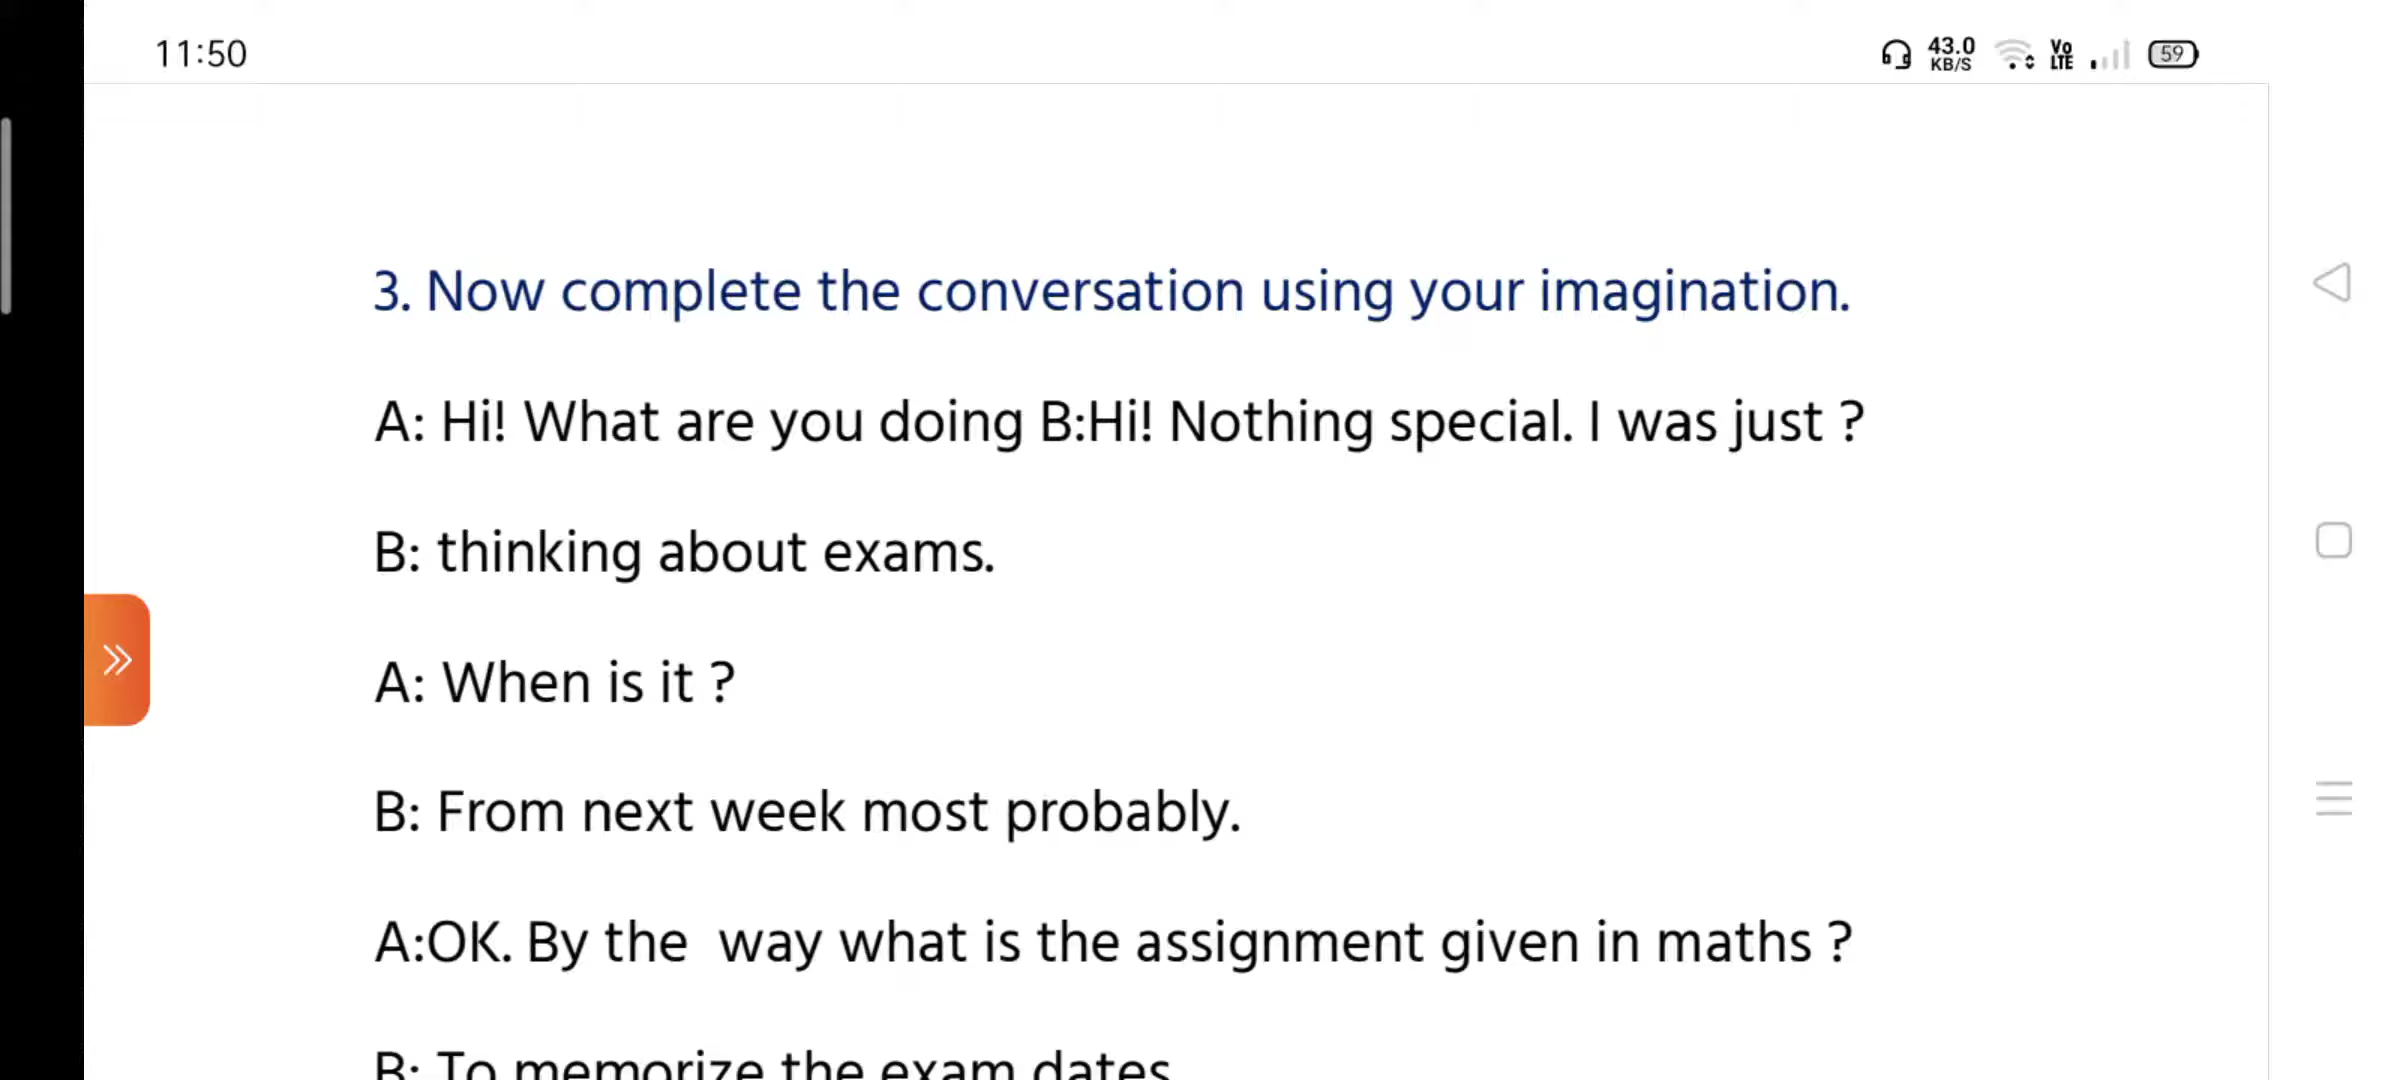 11:50
43.0 KB/S Vo LTE 59
3. Now complete the conversation using your imagination.
A: Hi! What are you doing B:Hi! Nothing special. I was just ?
B: thinking about exams.
A: When is it ?
B: From next week most probably.
A:OK. By the  way what is the assignment given in maths ?
B: To memorize the exam dates